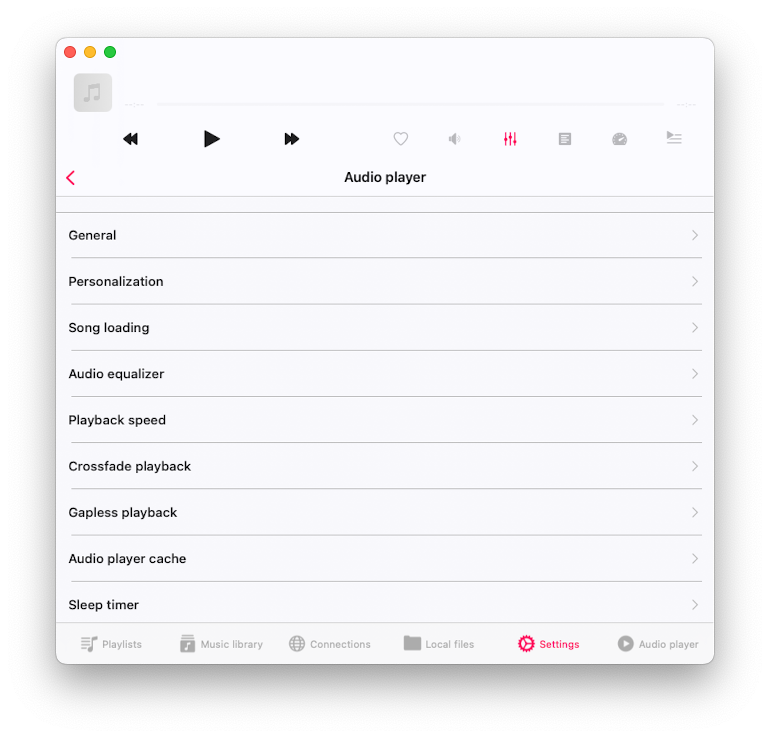 --:-- --:--
Audio player
General
Personalization
Song loading
Audio equalizer
Playback speed
Crossfade playback
Gapless playback
Audio player cache
Sleep timer
Playlists Music library Connections Local files Settings Audio player